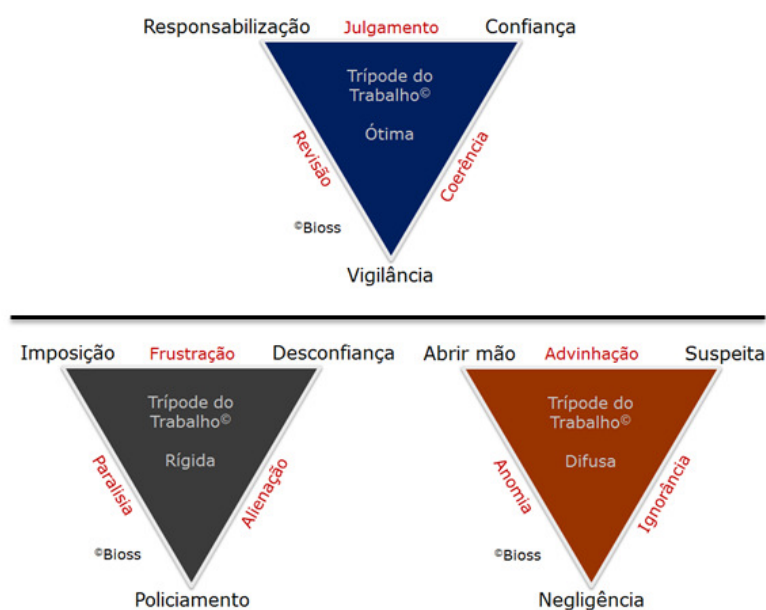 Responsabilização Julgamento Confiança
Trípode do
Trabalho©
Ótima
Revisão
Coerência
©Bioss
Vigilância
Imposição Frustração Desconfiança
Trípode do
Trabalho©
Rígida
Paralisia
Alienação
©Bioss
Policiamento
Abrir mão Advinhação Suspeita
Trípode do
Trabalho©
Difusa
Anomia
Ignorância
©Bioss
Negligência